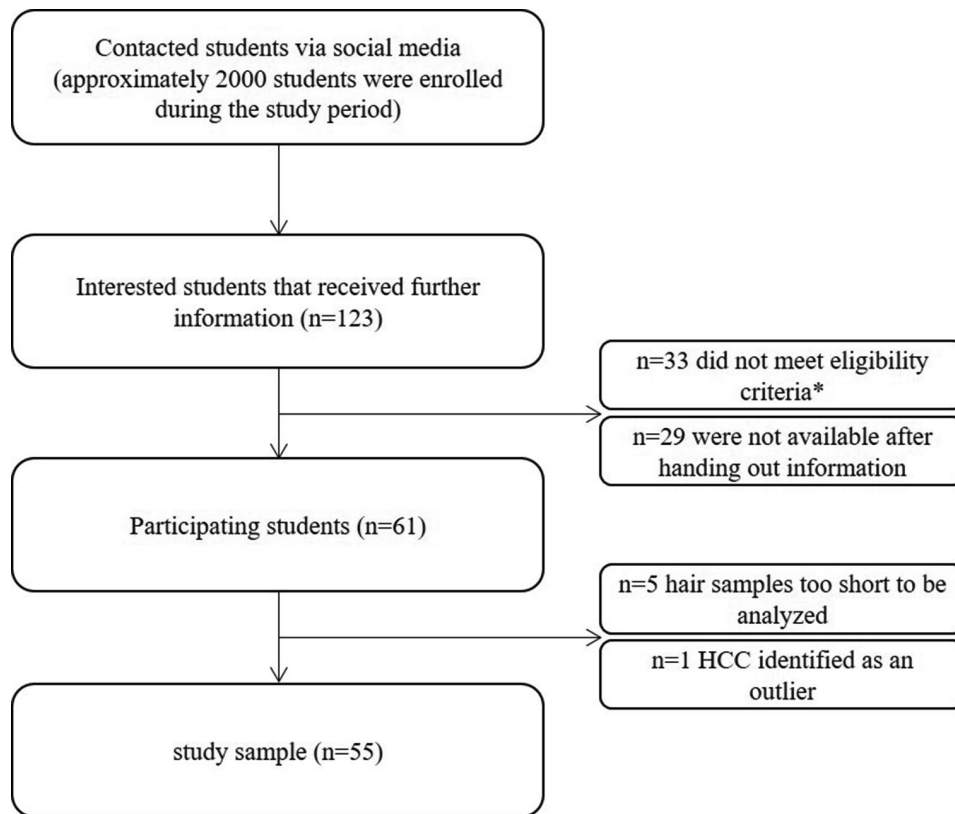 Contacted students via social media
(approximately 2000 students were enrolled
during the study period)
Interested students that received further
information (n=123)
n=33 did not meet eligibility
criteria*
n=29 were not available after
handing out information
Participating students (n=61)
n=5 hair samples too short to be
analyzed
n=1 HCC identified as an
outlier
study sample (n=55)